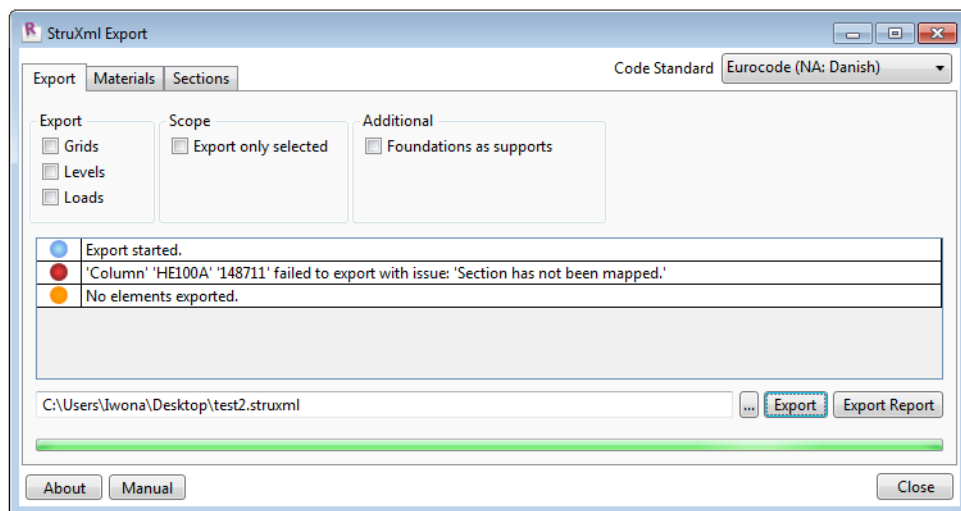 StruXml Export
Code Standard Eurocode (NA: Danish)
Export Materials Sections
Export Scope Additional
Grids Export only selected Foundations as supports
Levels
Loads
Export started.
'Column' 'HE100A' '148711' failed to export with issue: 'Section has not been mapped.'
No elements exported.
C:\Users\Iwona\Desktop\test2.struxml ... Export Export Report
About Manual Close